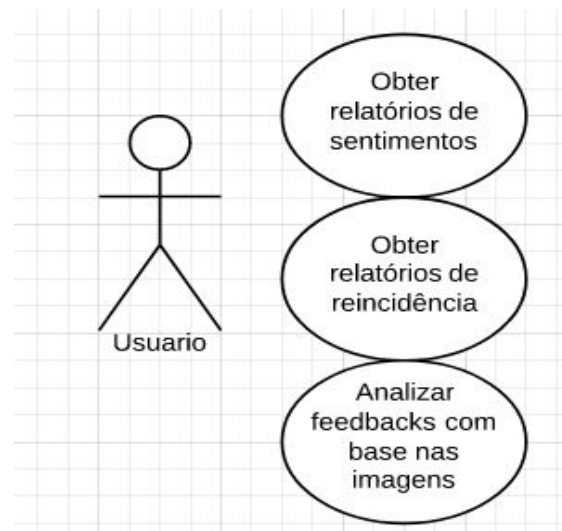 Obter
relatórios de
sentimentos
Obter
relatórios de
reincidência
Usuario
Analizar
feedbacks com
base nas
imagens